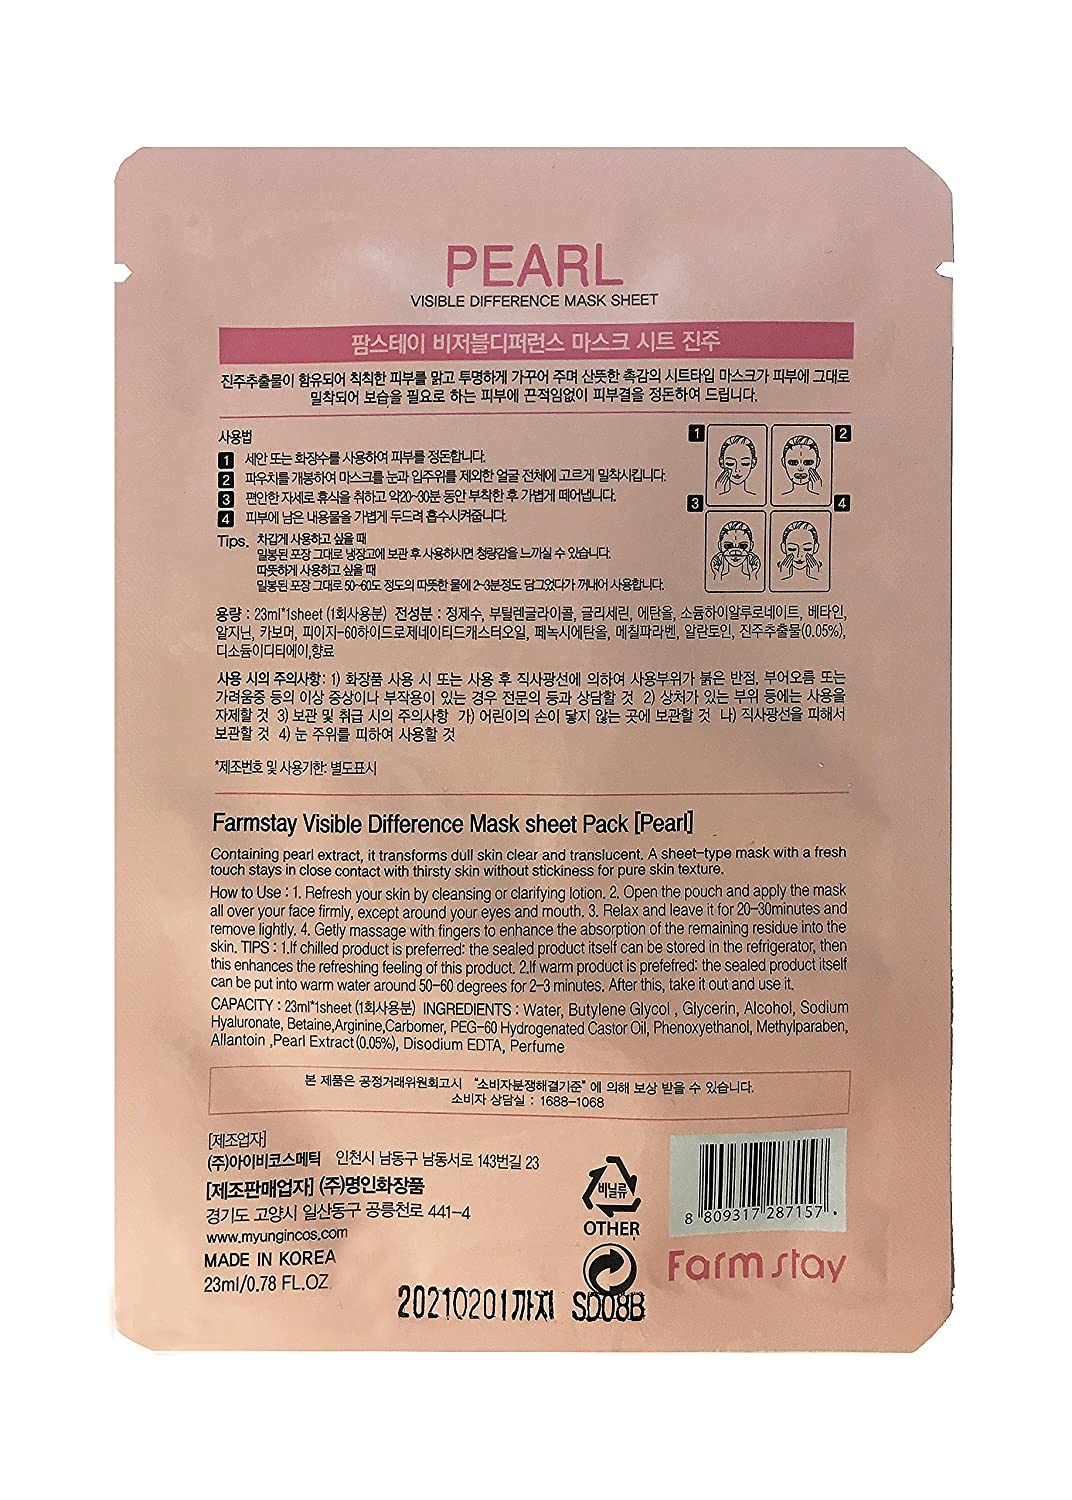 PEARL
VISIBLE DIFFERENCE MASK SHEET
팜스테이 비저블디퍼런스 마스크 시트 진주
진주추출물이 함유되어 칙칙한 피부를 맑고 투명하게 가꾸어 주며 산뜻한 촉감의 시트타입 마스크가 피부에 그대로
밀착되어 보습을 필요로 하는 피부에 끈적임없이 피부결을 정돈하여 드립니다.
사용법
1 세안 또는 화장수를 사용하여 피부를 정돈합니다.
2 파우치를 개봉하여 마스크를 눈과 입주위를 제외한 얼굴 전체에 고르게 밀착시킵니다.
3 편안한 자세로 휴식을 취하고 약20~30분 동안 부착한 후 가볍게 떼어냅니다.
4 피부에 남은 내용물을 가볍게 두드려 흡수시켜줍니다.
1 2
3 4
Tips. 차갑게 사용하고 싶을 때
밀봉된 포장 그대로 냉장고에 보관 후 사용하시면 청량감을 느끼실 수 있습니다.
따뜻하게 사용하고 싶을 때
밀봉된 포장 그대로 50~60도 정도의 따뜻한 물에 2~3분정도 담그었다가 꺼내어 사용합니다.
용량 : 23ml*1sheet (1회사용분) 전성분 : 정제수, 부틸렌글라이콜, 글리세린, 에탄올, 소듐하이알루로네이트, 베타인,
알지닌, 카보머, 피이지-60하이드로제네이티드캐스터오일, 페녹시에탄올, 메칠파라벤, 알란토인, 진주추출물(0.05%),
디소듐이디티에이,향료
사용 시의 주의사항: 1) 화장품 사용 시 또는 사용 후 직사광선에 의하여 사용부위가 붉은 반점, 부어오름 또는
가려움증 등의 이상 증상이나 부작용이 있는 경우 전문의 등과 상담할 것 2) 상처가 있는 부위 등에는 사용을
자제할 것 3) 보관 및 취급 시의 주의사항 가) 어린이의 손이 닿지 않는 곳에 보관할 것 나) 직사광선을 피해서
보관할 것 4) 눈 주위를 피하여 사용할 것
*제조번호 및 사용기한: 별도표시
Farmstay Visible Difference Mask sheet Pack [Pearl]
Containing pearl extract, it transforms dull skin clear and translucent. A sheet-type mask with a fresh
touch stays in close contact with thirsty skin without stickiness for pure skin texture.
How to Use : 1. Refresh your skin by cleansing or clarifying lotion. 2. Open the pouch and apply the mask
all over your face firmly, except around your eyes and mouth. 3. Relax and leave it for 20-30minutes and
remove lightly. 4. Getly massage with fingers to enhance the absorption of the remaining residue into the
skin. TIPS : 1.If chilled product is preferred: the sealed product itself can be stored in the refrigerator, then
this enhances the refreshing feeling of this product. 2.If warm product is prefefred: the sealed product itself
can be put into warm water around 50-60 degrees for 2-3 minutes. After this, take it out and use it.
CAPACITY : 23ml*1sheet (1회사용분) INGREDIENTS : Water, Butylene Glycol , Glycerin, Alcohol, Sodium
Hyaluronate, Betaine,Arginine,Carbomer, PEG-60 Hydrogenated Castor Oil, Phenoxyethanol, Methylparaben,
Allantoin ,Pearl Extract (0.05%), Disodium EDTA, Perfume
본 제품은 공정거래위원회고시 "소비자분쟁해결기준" 에 의해 보상 받을 수 있습니다.
소비자 상담실 : 1688-1068
[제조업자]
(주)아이비코스메틱 인천시 남동구 남동서로 143번길 23
[제조판매업자] (주)명인화장품
경기도 고양시 일산동구 공릉천로 441-4
www.myungincos.com
MADE IN KOREA
23ml/0.78 FL.OZ
비닐류
OTHER
8 809317 287157
Farm stay
20210201까지 SD08B